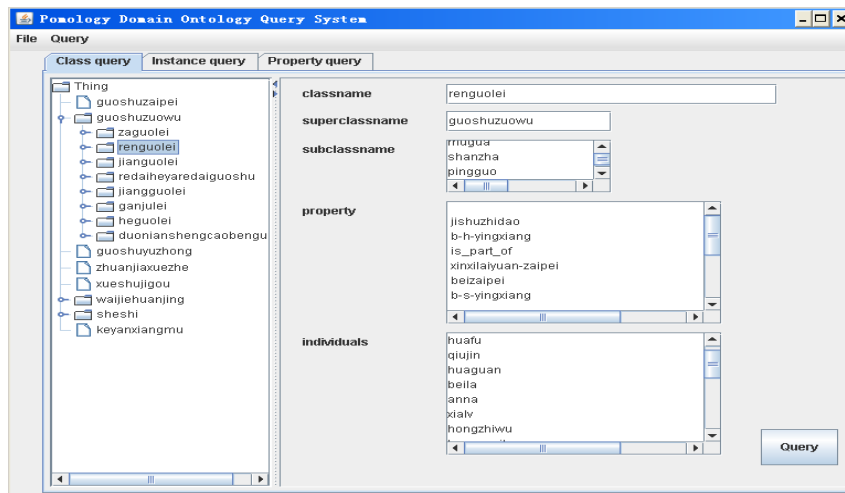 Pomology Domain Ontology Query System
File Query
Class query Instance query Property query
Thing
guoshuzaipei
guoshuzuowu
zaguolei
renguolei
jianguolei
redaiheyaredaiguoshu
jiangguolei
ganjulei
heguolei
duonianshengcaobengu
guoshuyuzhong
zhuanjiaxuezhe
xueshujigou
waijiehuanjing
sheshi
keyanxiangmu
classname renguolei
superclassname guoshuzuowu
subclassname
mugua
shanzha
pingguo
property
jishuzhidao
b-h-yingxiang
is_part_of
xinxilaiyuan-zaipei
beizaipei
b-s-yingxiang
individuals
huafu
qiujin
huaguan
beila
anna
xialv
hongzhiwu
Query